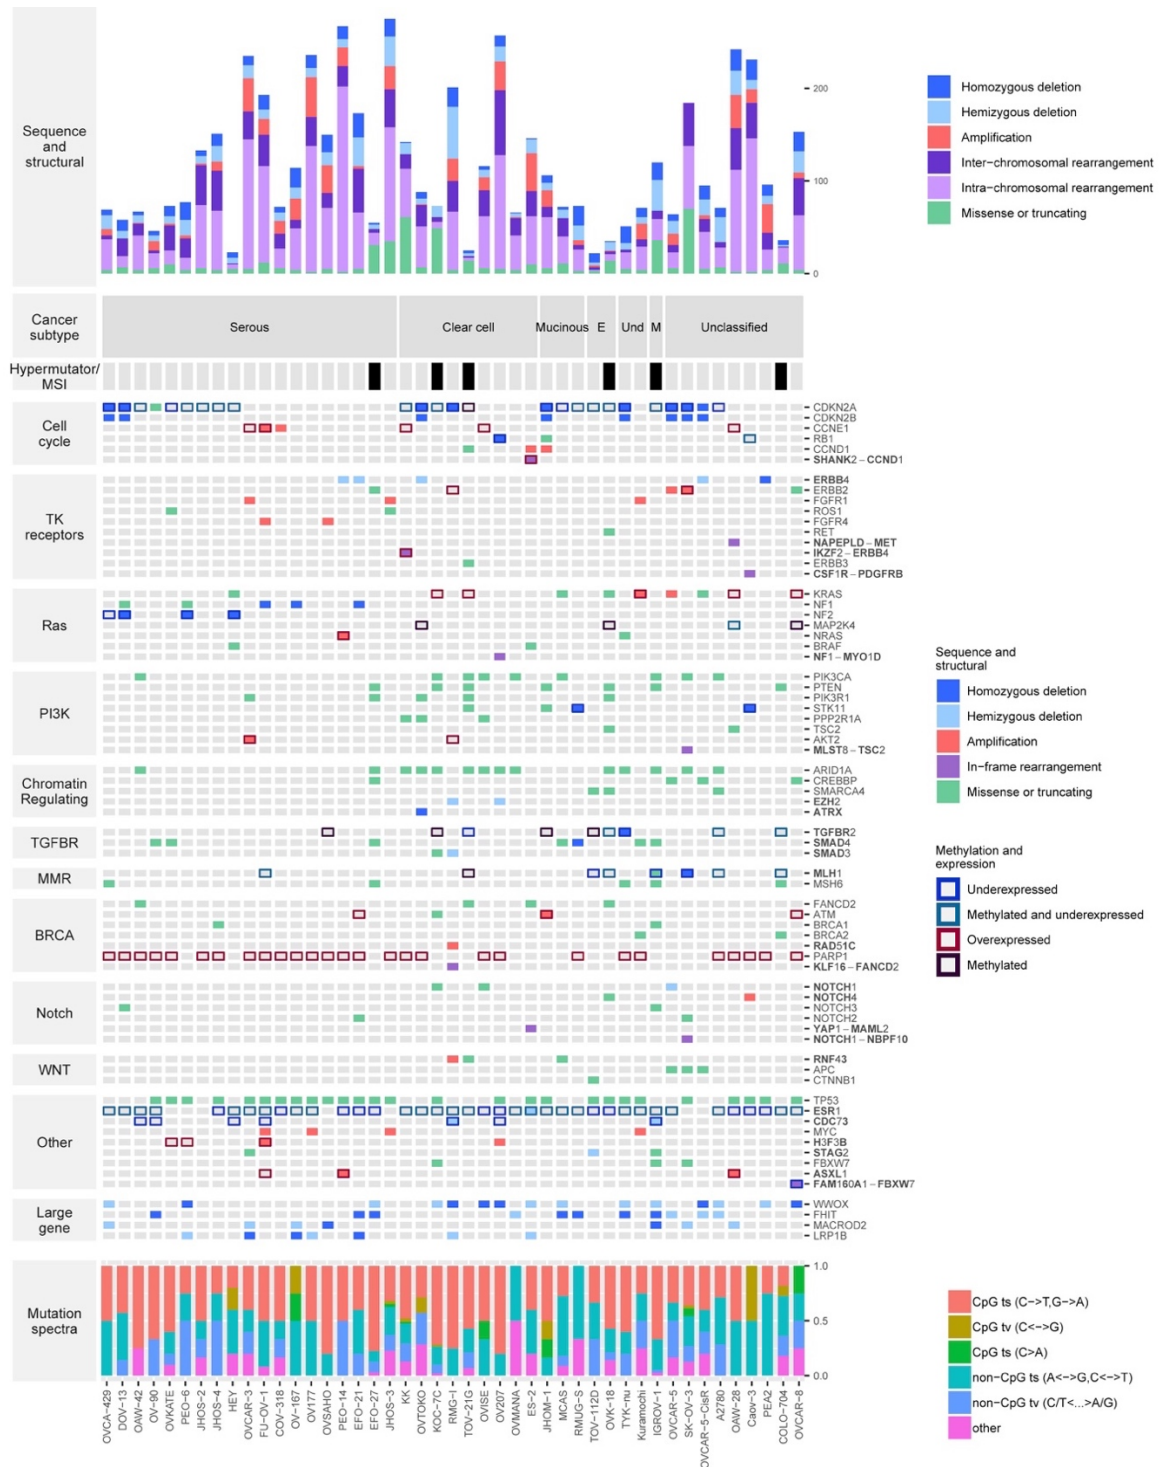 Sequence
and
structural
200
100
0
Homozygous deletion
Hemizygous deletion
Amplification
Inter-chromosomal rearrangement
Intra-chromosomal rearrangement
Missense or truncating
Cancer
subtype
Serous
Clear cell
Mucinous
E
Und
M
Unclassified
Hypermutator/
MSI
Cell
cycle
CDKN2A
CDKN2B
CCNE1
RB1
CCND1
SHANK2-CCND1
TK
receptors
ERBB4
ERBB2
FGFR1
ROS1
FGFR4
RET
NAPEPLD-MET
IKZF2-ERBB4
ERBB3
CSF1R-PDGFRB
Ras
KRAS
NF1
NF2
MAP2K4
NRAS
BRAF
NF1-MYO1D
PI3K
PIK3CA
PTEN
PIK3R1
STK11
PPP2R1A
TSC2
AKT2
MLST8-TSC2
Sequence and
structural
Homozygous deletion
Hemizygous deletion
Amplification
In-frame rearrangement
Missense or truncating
Chromatin
Regulating
ARID1A
CREBBP
SMARCA4
EZH2
ATRX
TGFBR
TGFBR2
SMAD4
SMAD3
MMR
MLH1
MSH6
Methylation and
expression
Underexpressed
Methylated and underexpressed
Overexpressed
Methylated
BRCA
FANCD2
ATM
BRCA1
BRCA2
RAD51C
PARP1
KLF16-FANCD2
Notch
NOTCH1
NOTCH4
NOTCH3
NOTCH2
YAP1-MAML2
NOTCH1-NBPF10
WNT
RNF43
APC
CTNNB1
Other
TP53
ESR1
CDC73
MYC
H3F3B
STAG2
FBXW7
ASXL1
FAM160A1-FBXW7
Large
gene
WWOX
FHIT
MACROD2
LRP1B
Mutation
spectra
1.0
0.5
0.0
CpG ts (C->T,G->A)
CpG tv (C<->G)
CpG ts (C>A)
non-CpG ts (A<->G,C<->T)
non-CpG tv (C/T<...>A/G)
other
OVCA-429
DOV-13
OAW-42
OV-90
OVKATE
PEO-6
JHOS-2
JHOS-4
HEY
OVCAR-3
FU-OV-1
COV-318
OV-167
OV177
OVSAHO
PEO-14
EFO-21
EFO-27
JHOS-3
KK
OVTOKO
KOC-7C
RMG-I
TOV-21G
OVISE
OV207
OVMANA
ES-2
JHOM-1
MCAS
RMUG-S
TOV-112D
OVK-18
TYK-nu
Kuramochi
IGROV-1
OVCAR-5
SK-OV-3
OVCAR-5-CisR
A2780
OAW-28
Caov-3
PEA2
COLO-704
OVCAR-8